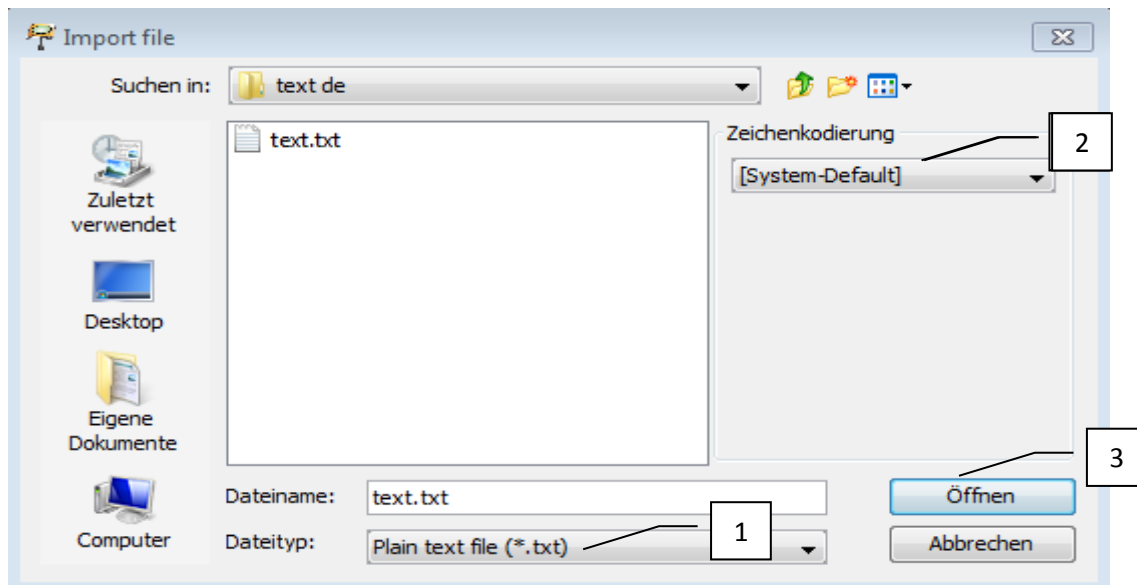 Import file
Suchen in:
text de
text.txt
Zeichenkodierung
2
[System-Default]
Zuletzt
verwendet
Desktop
Eigene
Dokumente
Computer
3
Dateiname:
text.txt
Öffnen
Dateityp:
Plain text file (*.txt)
1
Abbrechen